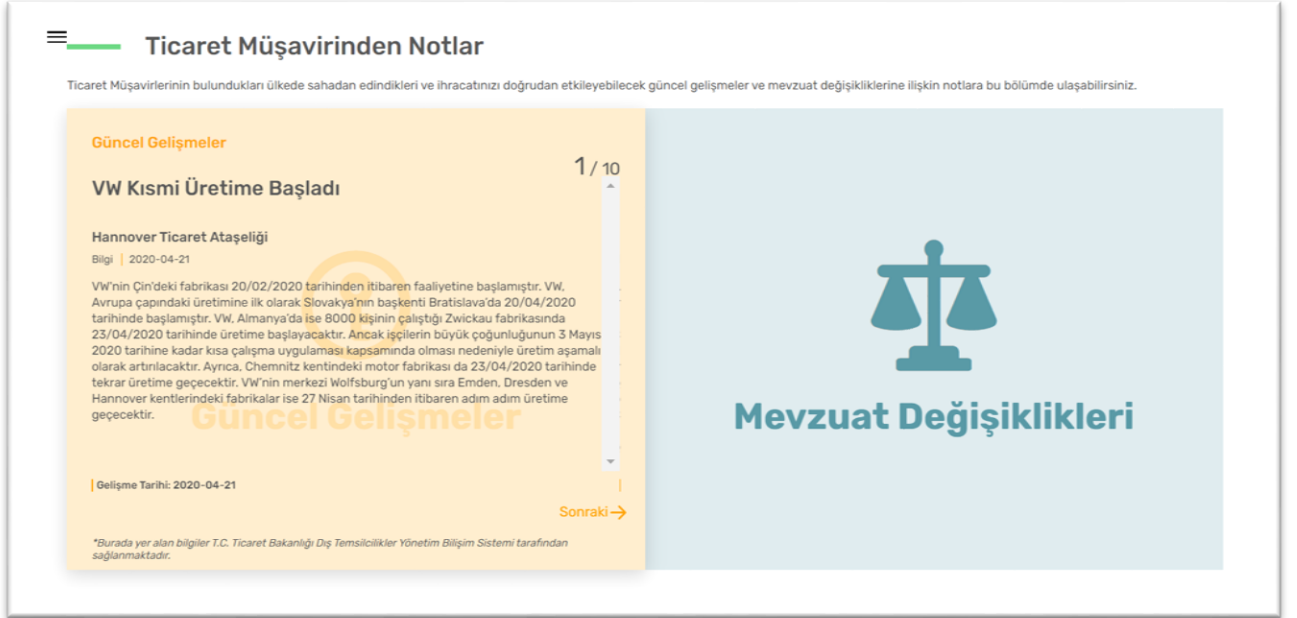 Ticaret Müşavirinden Notlar
Ticaret Müşavirlerinin bulundukları ülkede sahadan edindikleri ve ihracatınızı doğrudan etkileyebilecek güncel gelişmeler ve mevzuat değişikliklerine ilişkin notlara bu bölümde ulaşabilirsiniz.
Güncel Gelişmeler
1 / 10
VW Kısmi Üretime Başladı
Hannover Ticaret Ataşeliği
Bilgi | 2020-04-21
VW'nin Çin'deki fabrikası 20/02/2020 tarihinden itibaren faaliyetine başlamıştır. VW,
Avrupa çapındaki üretimine ilk olarak Slovakya'nın başkenti Bratislava'da 20/04/2020
tarihinde başlamıştır. VW, Almanya'da ise 8000 kişinin çalıştığı Zwickau fabrikasında
23/04/2020 tarihinde üretime başlayacaktır. Ancak işçilerin büyük çoğunluğunun 3 Mayıs
2020 tarihine kadar kısa çalışma uygulaması kapsamında olması nedeniyle üretim aşamalı
olarak artırılacaktır. Ayrıca, Chemnitz kentindeki motor fabrikası da 23/04/2020 tarihinde
tekrar üretime geçecektir. VW'nin merkezi Wolfsburg'un yanı sıra Emden, Dresden ve
Hannover kentlerindeki fabrikalar ise 27 Nisan tarihinden itibaren adım adım üretime
geçecektir.
Güncel Gelişmeler
Gelişme Tarihi: 2020-04-21
Sonraki
*Burada yer alan bilgiler T.C. Ticaret Bakanlığı Dış Temsilcilikler Yönetim Bilişim Sistemi tarafından
sağlanmaktadır.
Mevzuat Değişiklikleri